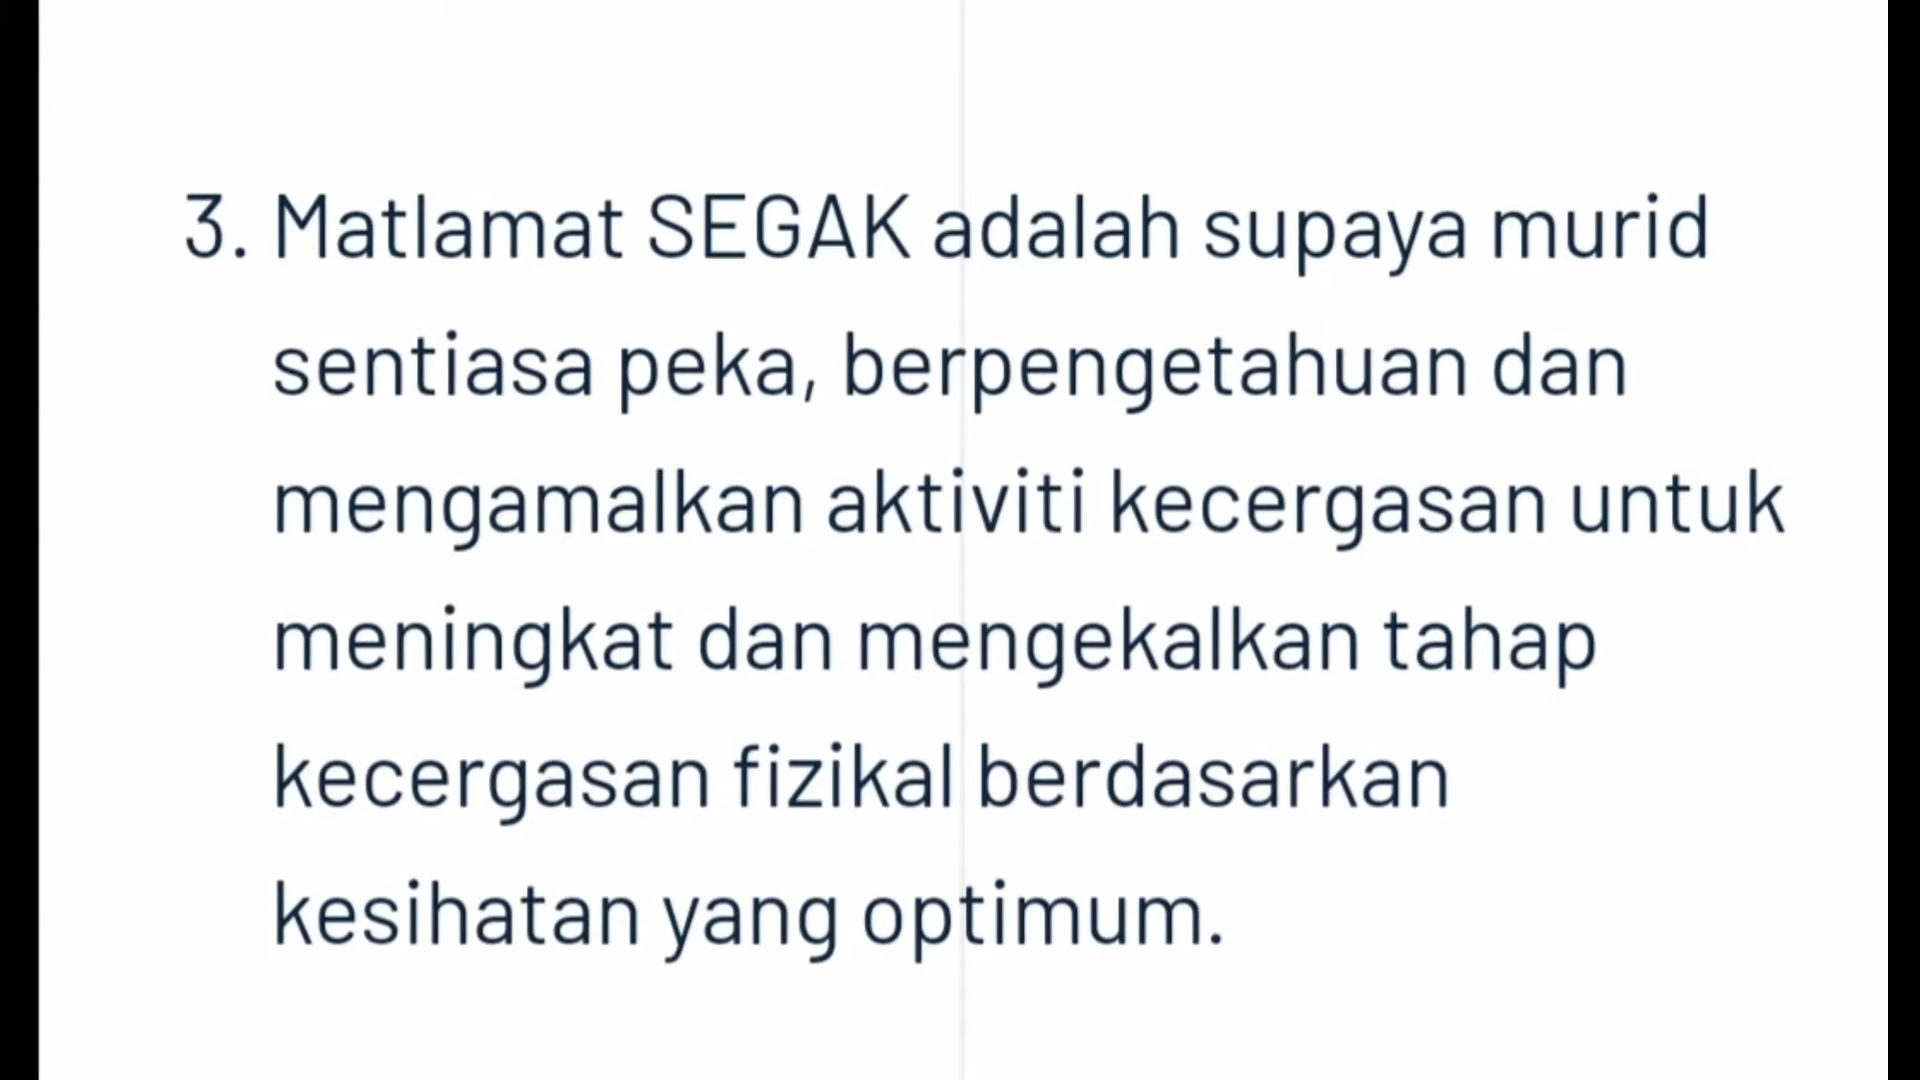 3. Matlamat SEGAK adalah supaya murid
sentiasa peka, berpengetahuan dan
mengamalkan aktiviti kecergasan untuk
meningkat dan mengekalkan tahap
kecergasan fizikal berdasarkan
kesihatan yang optimum.